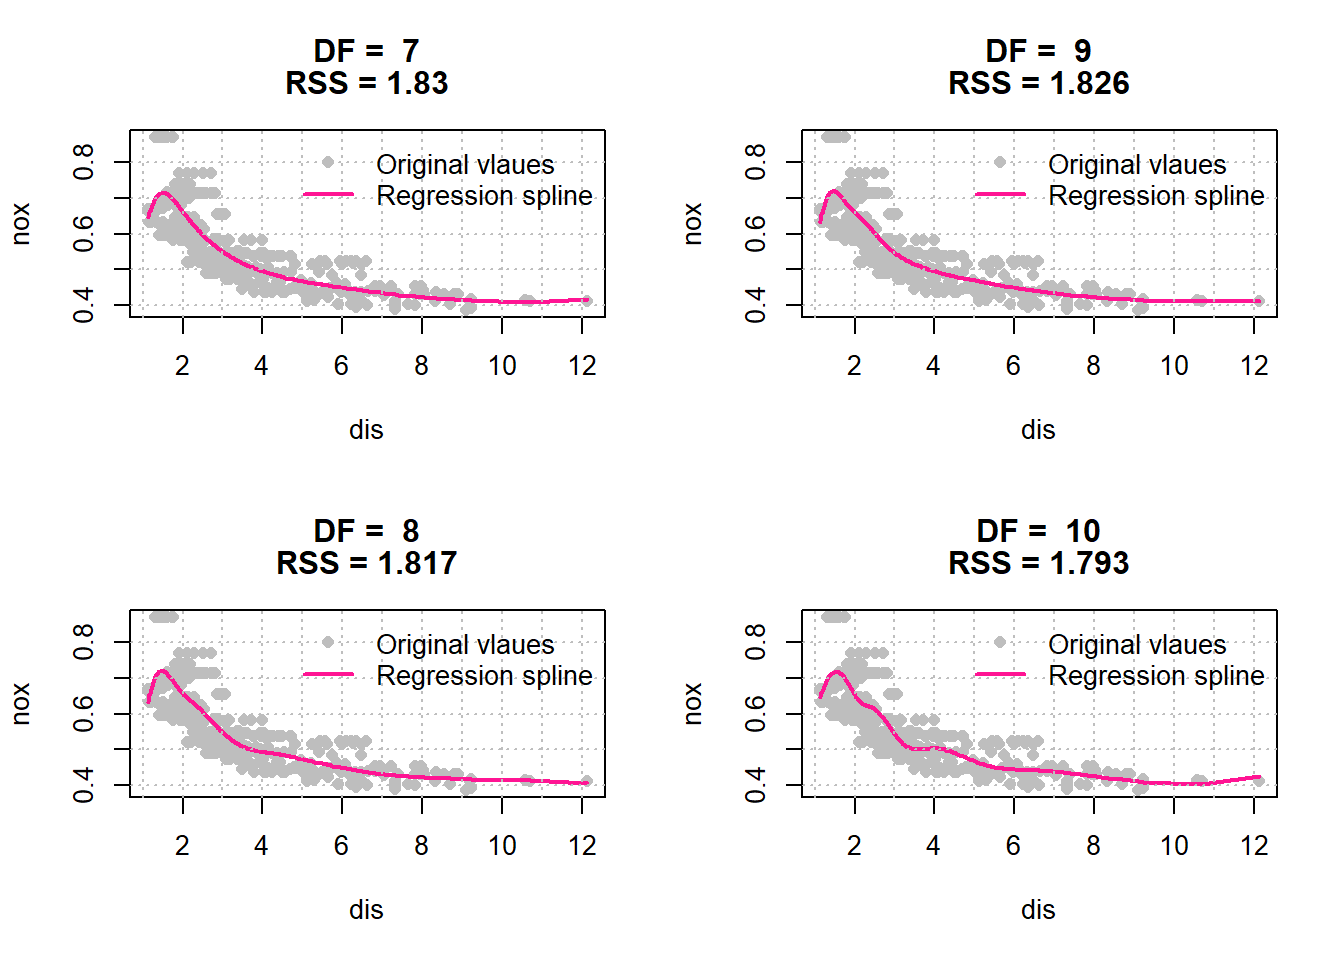 DF =  7
RSS = 1.83
nox
0.4
0.6
0.8
Original vlaues
Regression spline
2 4 6 8 10 12
dis
DF =  9
RSS = 1.826
nox
0.4
0.6
0.8
Original vlaues
Regression spline
2 4 6 8 10 12
dis
DF =  8
RSS = 1.817
nox
0.4
0.6
0.8
Original vlaues
Regression spline
2 4 6 8 10 12
dis
DF =  10
RSS = 1.793
nox
0.4
0.6
0.8
Original vlaues
Regression spline
2 4 6 8 10 12
dis